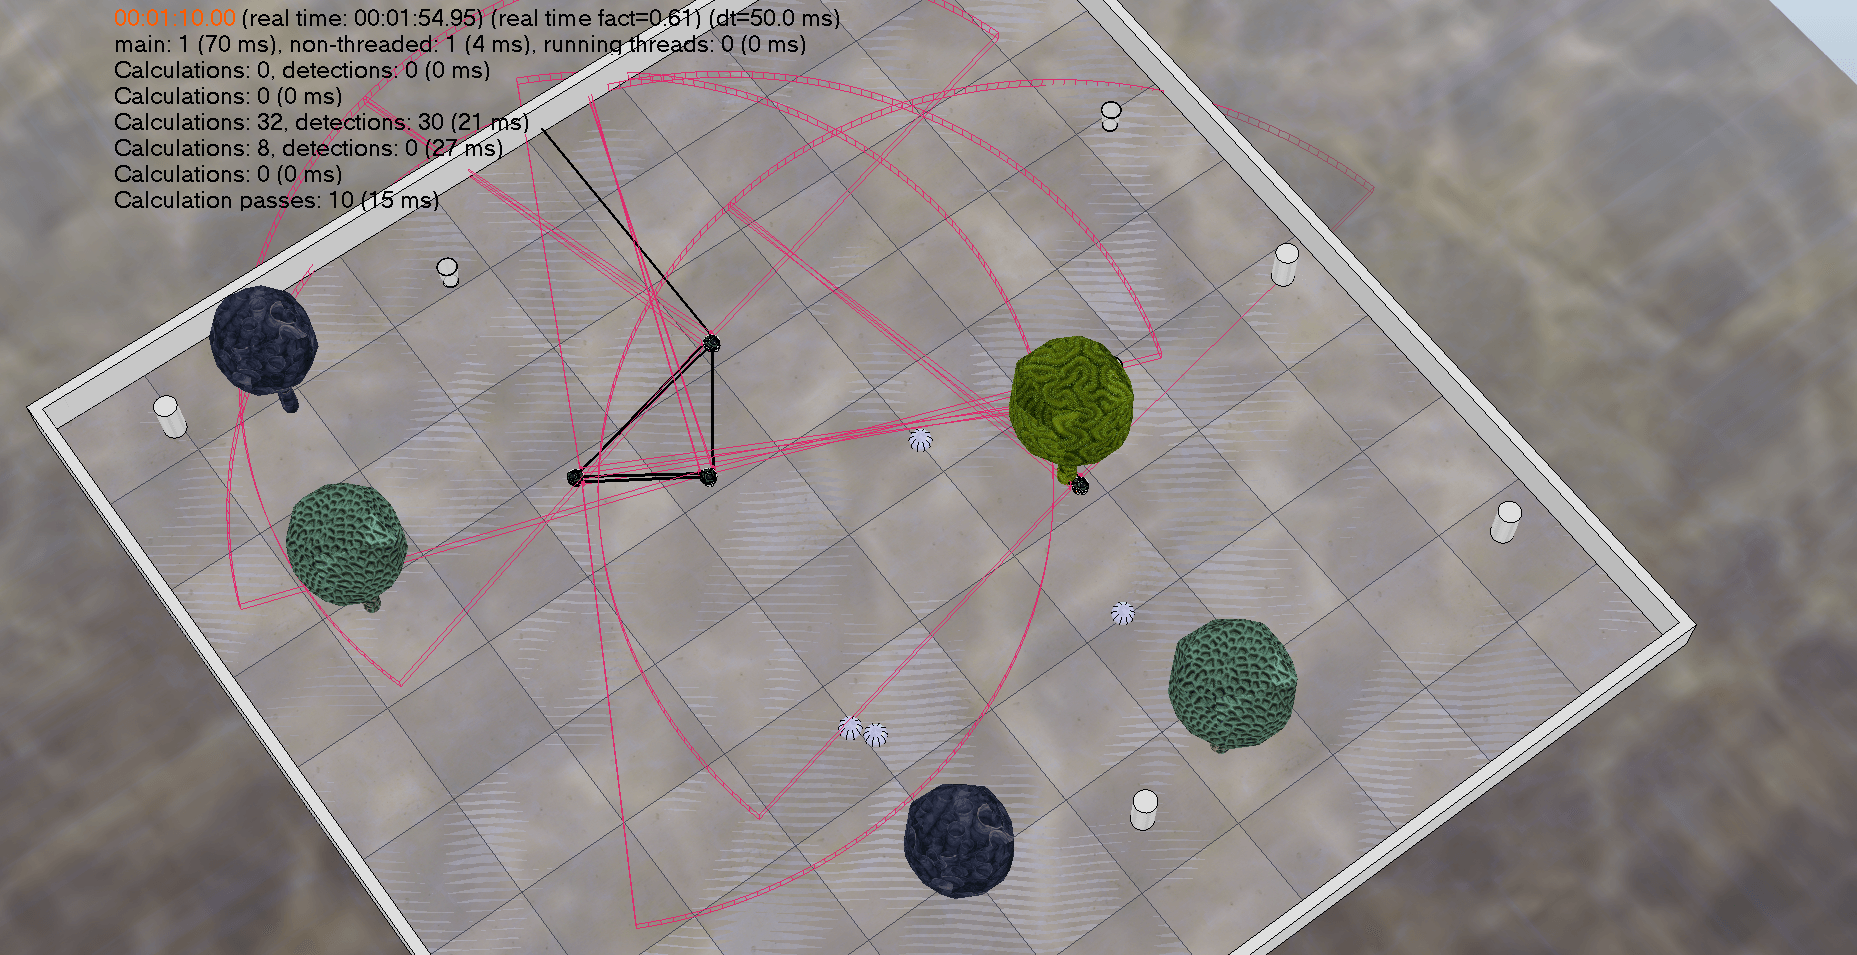 00:01:10.00 (real time: 00:01:54.95) (real time fact=0.61) (dt=50.0 ms)
main: 1 (70 ms), non-threaded: 1 (4 ms), running threads: 0 (0 ms)
Calculations: 0, detections: 0 (0 ms)
Calculations: 0 (0 ms)
Calculations: 32, detections: 30 (21 ms)
Calculations: 8, detections: 0 (27 ms)
Calculations: 0 (0 ms)
Calculation passes: 10 (15 ms)